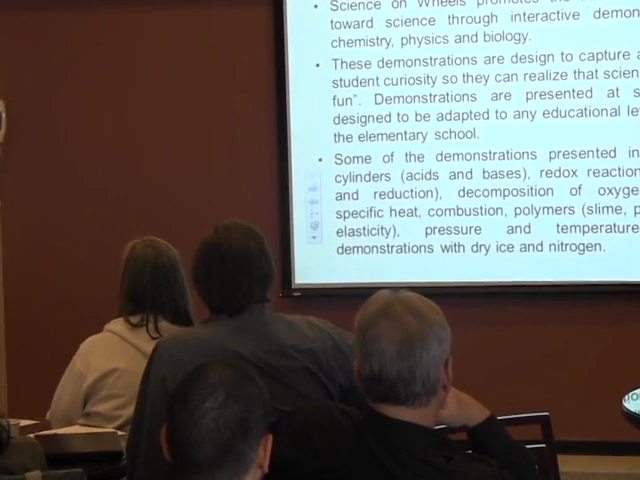 Science on Wheels promotes the
toward science through interactive demon
chemistry, physics and biology.
These demonstrations are design to capture a
student curiosity so they can realize that scien
fun". Demonstrations are presented at s
designed to be adapted to any educational le
the elementary school.
Some of the demonstrations presented in
cylinders (acids and bases), redox reaction
and reduction), decomposition of oxyge
specific heat, combustion, polymers (slime, p
elasticity), pressure and temperature
demonstrations with dry ice and nitrogen.